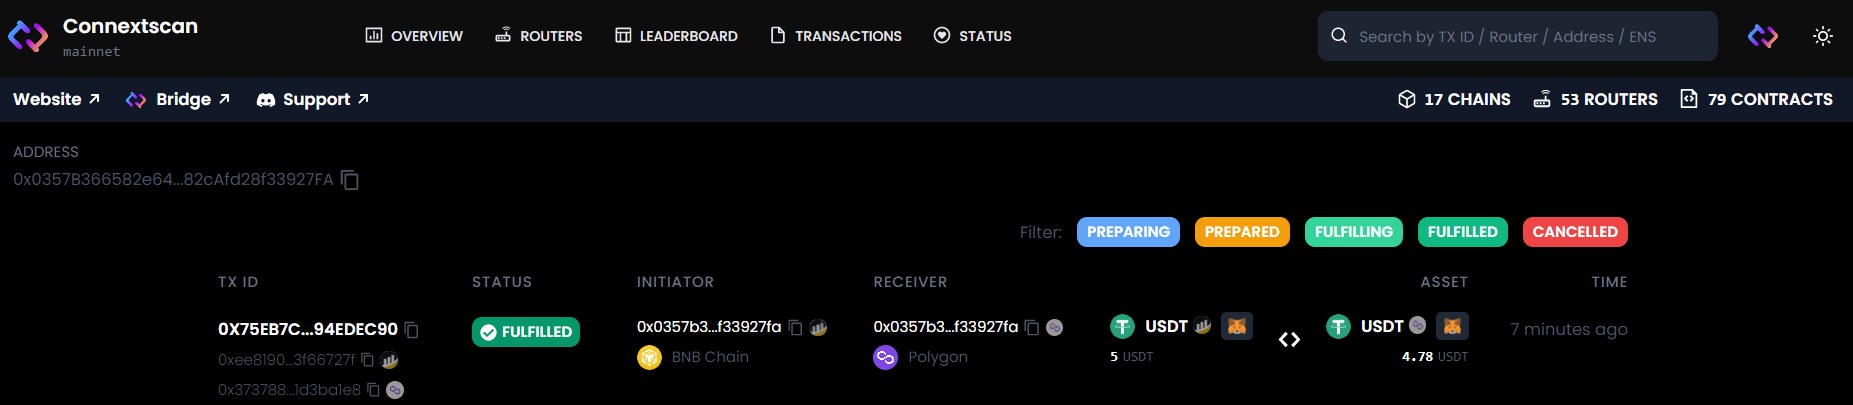 Connextscan
mainnet
OVERVIEW ROUTERS LEADERBOARD TRANSACTIONS STATUS
Search by TX ID / Router / Address / ENS
Website Bridge Support
17 CHAINS 53 ROUTERS 79 CONTRACTS
ADDRESS
0x0357B366582e64...82cAfd28f33927FA
Filter: PREPARING PREPARED FULFILLING FULFILLED CANCELLED
TX ID STATUS INITIATOR RECEIVER ASSET TIME
0X75EB7C...94EDEC90 FULFILLED 0x0357b3...f33927fa 0x0357b3...f33927fa USDT USDT 7 minutes ago
0xee8190...3f66727f BNB Chain Polygon 5 USDT 4.78 USDT
0x373788...1d3ba1e8